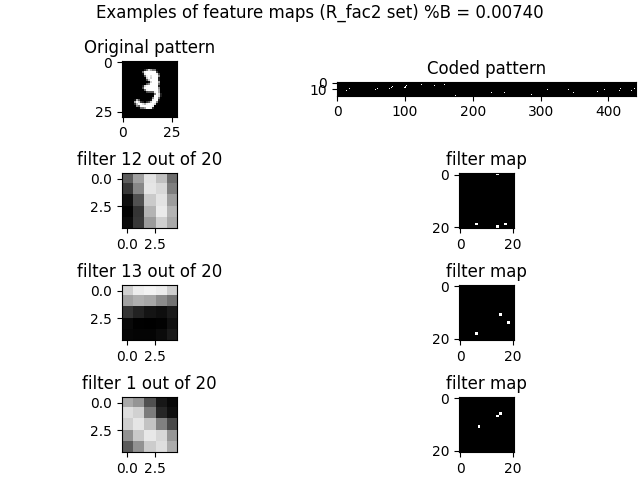 Examples of feature maps (R_fac2 set) %B = 0.00740
Original pattern
0
25
0 25
3
Coded pattern
0
10
0 100 200 300 400
filter 12 out of 20
0.0
2.5
0.0 2.5
filter map
0
20
0 20
filter 13 out of 20
0.0
2.5
0.0 2.5
filter map
0
20
0 20
filter 1 out of 20
0.0
2.5
0.0 2.5
filter map
0
20
0 20